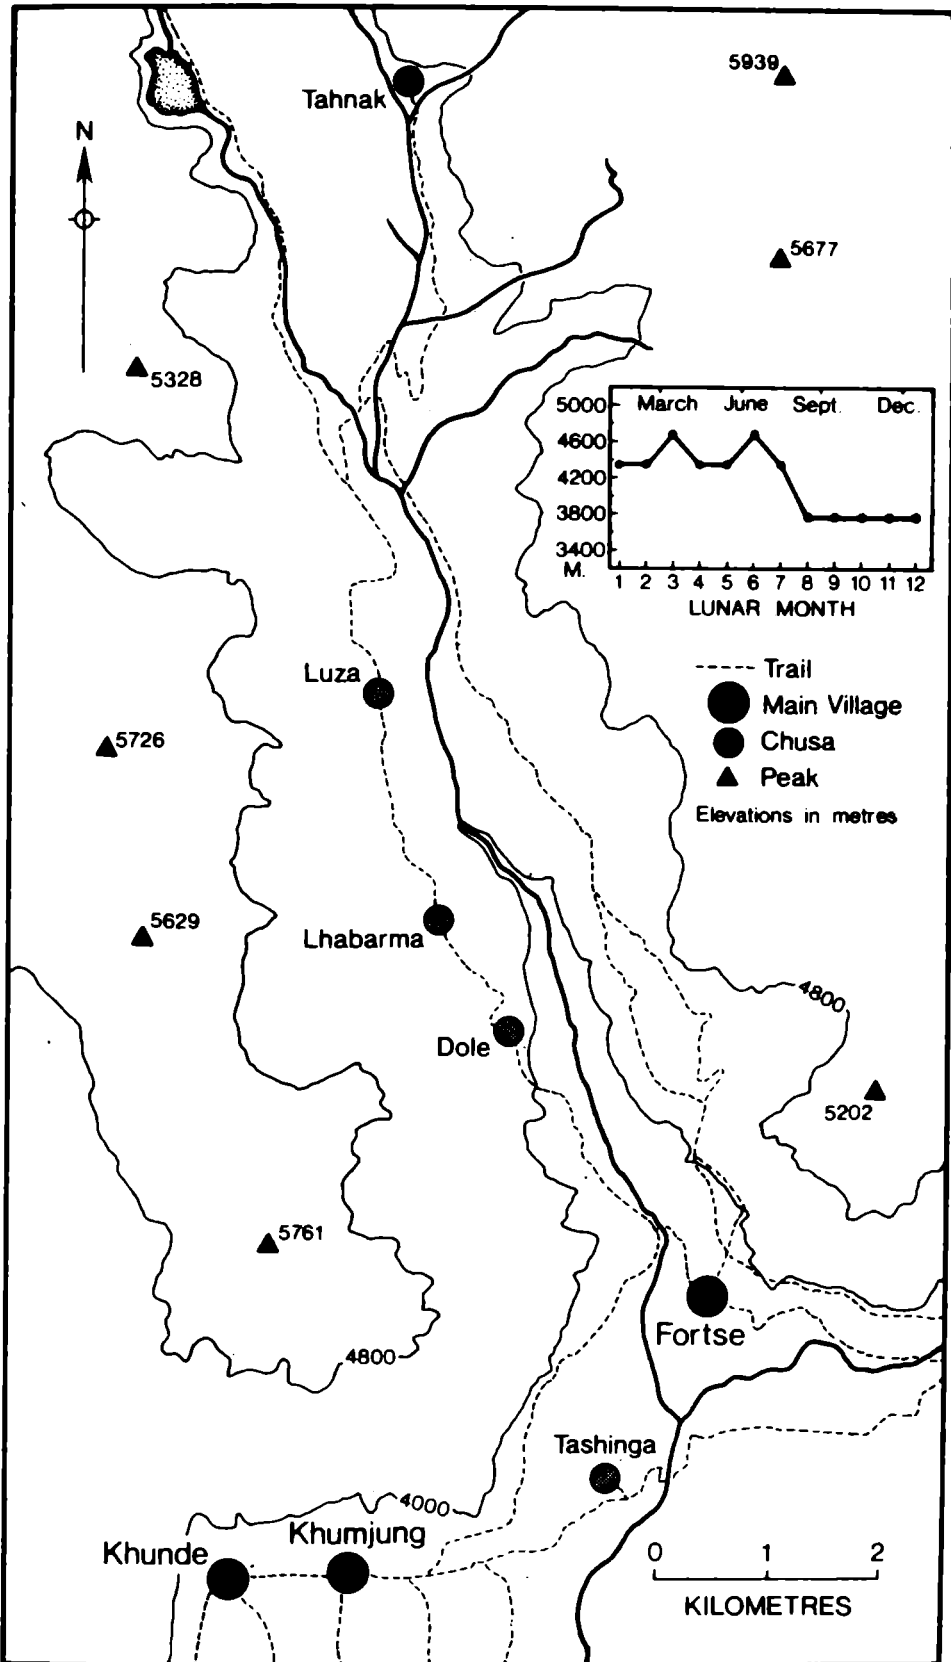 5939
Tahnak
N
5677
5328
5000 March June Sept. Dec.
4600
4200
3800
3400
M. 1 2 3 4 5 6 7 8 9 10 11 12
LUNAR MONTH
Trail
Main Village
Chusa
Peak
Elevations in metres
Luza
5726
5629
Lhabarma
4800
Dole
5202
5761
Fortse
4800
Tashinga
4000
Khunde
Khumjung
0 1 2
KILOMETRES